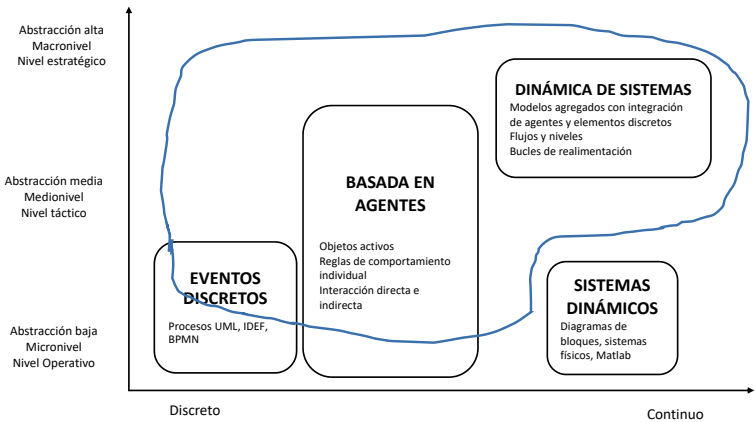 Abstracción alta
Macronivel
Nivel estratégico
Abstracción media
Medionivel
Nivel táctico
Abstracción baja
Micronivel
Nivel Operativo
EVENTOS
DISCRETOS
Procesos UML, IDEF,
BPMN
BASADA EN
AGENTES
Objetos activos
Reglas de comportamiento
individual
Interacción directa e
indirecta
DINÁMICA DE SISTEMAS
Modelos agregados con integración
de agentes y elementos discretos
Flujos y niveles
Bucles de realimentación
SISTEMAS
DINÁMICOS
Diagramas de
bloques, sistemas
físicos, Matlab
Discreto
Continuo